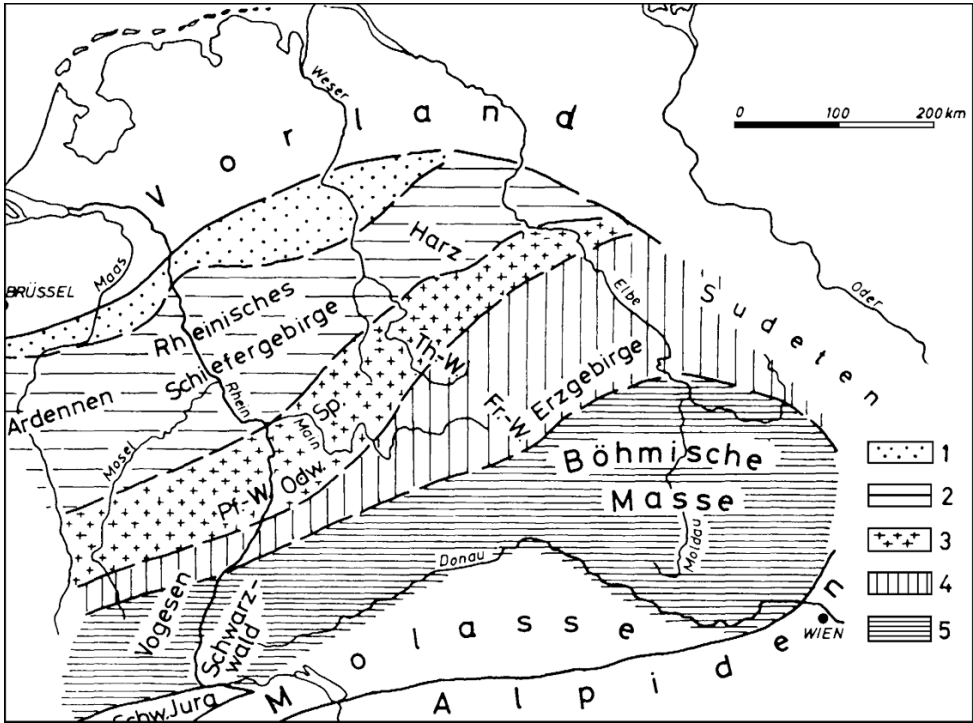 Weser
Vorland
0 100 200 km
Maas
BRÜSSEL
Harz
Rheinisches
Schiefergebirge
Elbe
Oder
Sudeten
Ardennen
Rhein
Th.-W.
Sp.
Main
Fr.-W.
Erzgebirge
Mosel
Pf.-W.
Odw.
Böhmische
Masse
Moldau
Donau
Vogesen
Schwarz-
wald
Molasse
WIEN
Alpiden
Schw. Jura
1
2
3
4
5